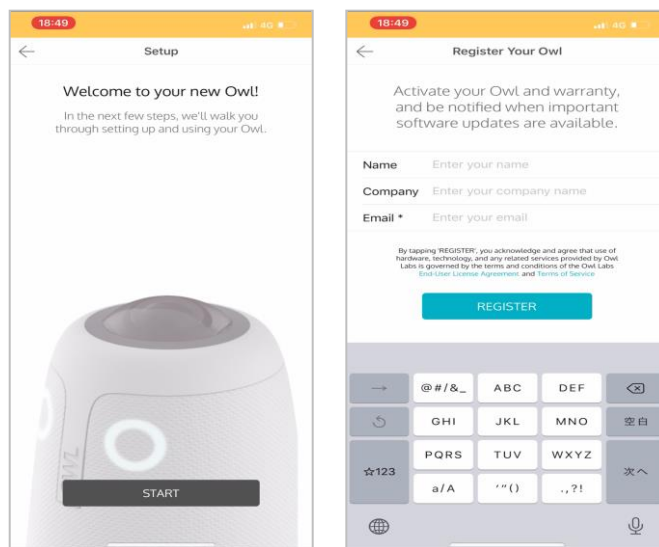 18:49
4G
Setup
Welcome to your new Owl!
In the next few steps, we'll walk you
through setting up and using your Owl.
OWL
START
18:49
4G
Register Your Owl
Activate your Owl and warranty,
and be notified when important
software updates are available.
Name Enter your name
Company Enter your company name
Email * Enter your email
By tapping 'REGISTER', you acknowledge and agree that use of
hardware, technology, and any related services provided by Owl
Labs is governed by the terms and conditions of the Owl Labs
End-User License Agreement and Terms of Service
REGISTER
→ @#/&_ ABC DEF
GHI JKL MNO 空白
PQRS TUV WXYZ
☆123 次へ
a/A '"() .,?!